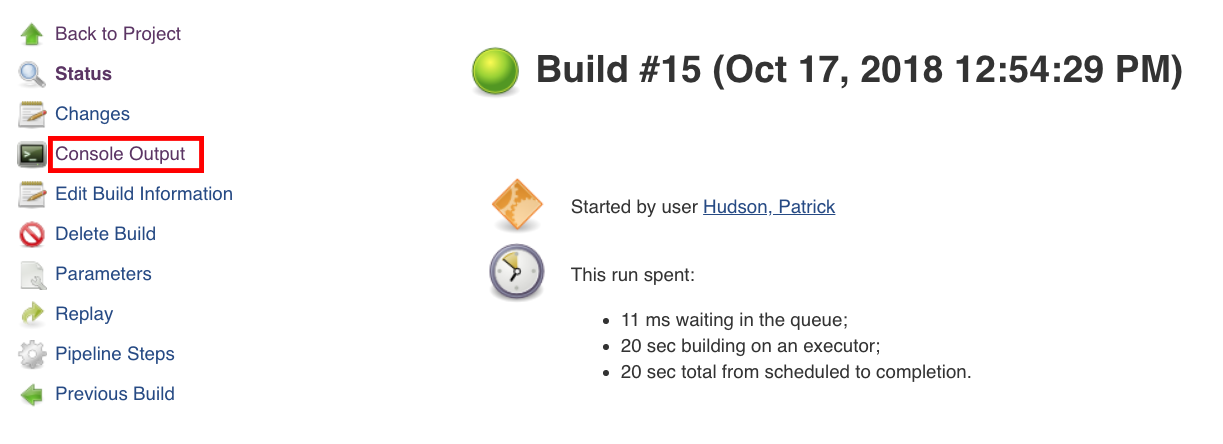 Back to Project
Status
Changes
Console Output
Edit Build Information
Delete Build
Parameters
Replay
Pipeline Steps
Previous Build
Build #15 (Oct 17, 2018 12:54:29 PM)
Started by user Hudson, Patrick
This run spent:
• 11 ms waiting in the queue;
• 20 sec building on an executor;
• 20 sec total from scheduled to completion.